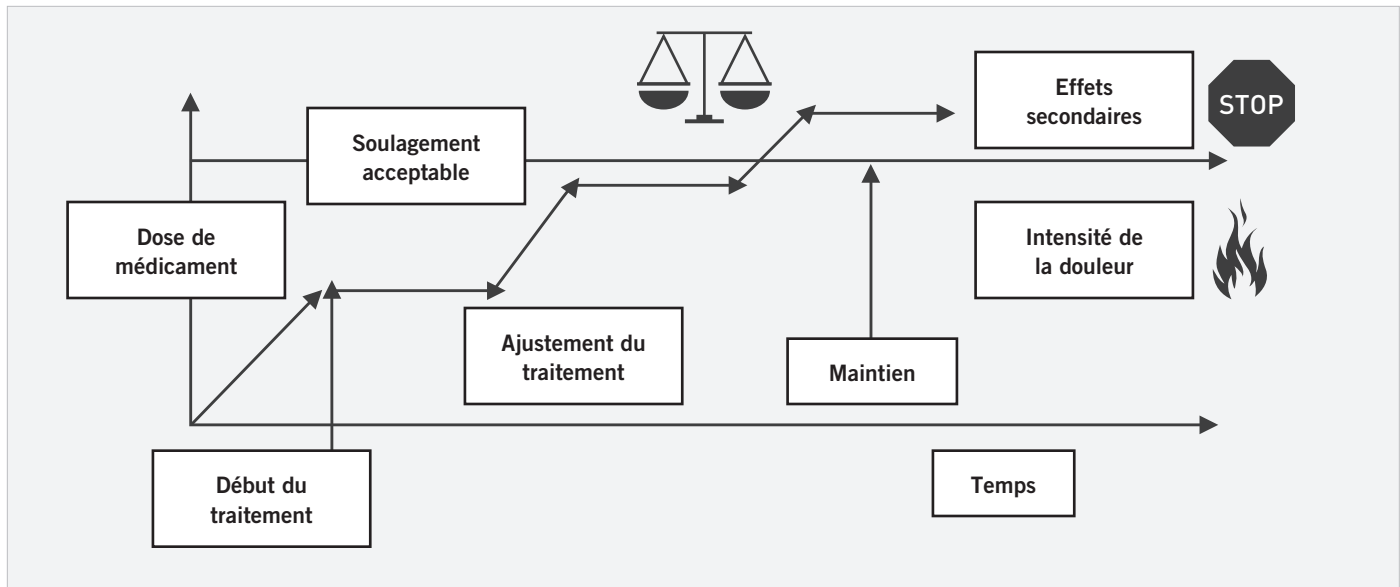 Effets
secondaires
STOP
Soulagement
acceptable
Dose de
médicament
Intensité de
la douleur
Ajustement du
traitement
Maintien
Début du
traitement
Temps